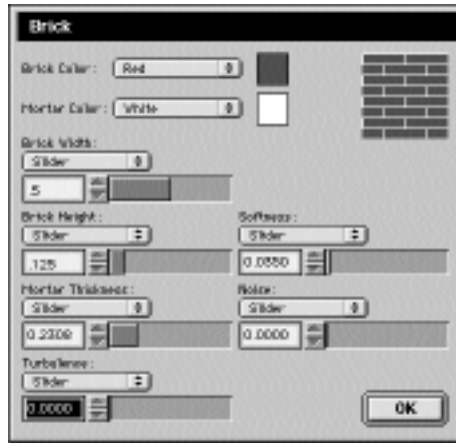 Brick
Brick Color: Red
Mortar Color: White
Brick Width:
Slider
.5
Brick Height: Softness:
Slider Slider
.125 0.0550
Mortar Thickness: Noise:
Slider Slider
0.2308 0.0000
Turbulence:
Slider
0.0000
OK